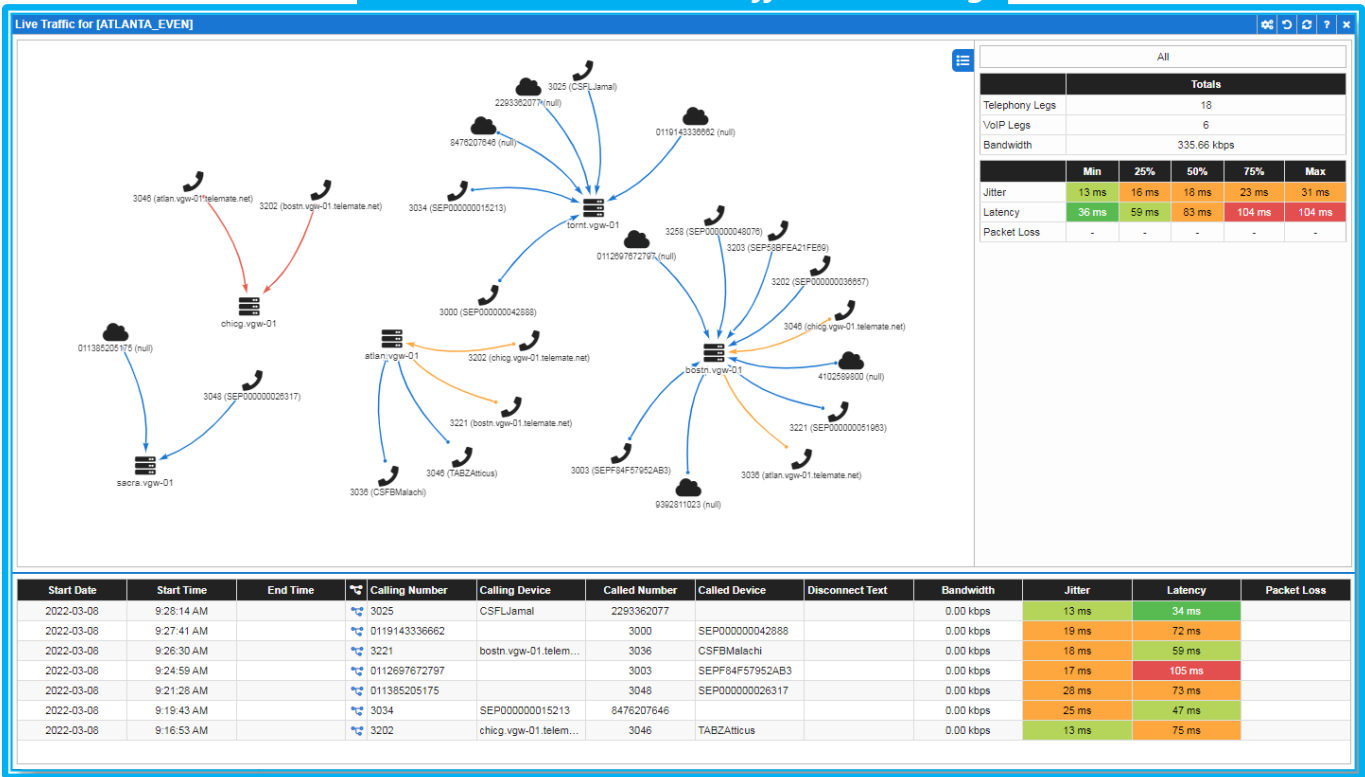 Live Traffic for [ATLANTA_EVEN]
All
Totals
Telephony Legs 18
VoIP Legs 6
Bandwidth 335.66 kbps
Min 25% 50% 75% Max
Jitter 13 ms 16 ms 18 ms 23 ms 31 ms
Latency 36 ms 59 ms 83 ms 104 ms 104 ms
Packet Loss - - - - -
3025 (CSFLJamal)
2293362077 (null)
0119143336662 (null)
8476207646 (null)
3046 (atlan.vgw-01.telemate.net)
3202 (bostn.vgw-01.telemate.net)
3034 (SEP000000015213)
tornt.vgw-01
3258 (SEP000000048076)
3203 (SEP58BFEA21FE69)
0112697672797 (null)
3202 (SEP000000036657)
3000 (SEP000000042888)
chicg.vgw-01
3046 (chicg.vgw-01.telemate.net)
011385205175 (null)
atlan.vgw-01
3202 (chicg.vgw-01.telemate.net)
bostn.vgw-01
4102589800 (null)
3048 (SEP000000026317)
3221 (bostn.vgw-01.telemate.net)
3221 (SEP000000051963)
3046 (TABZAtticus)
3003 (SEPF84F57952AB3)
3036 (atlan.vgw-01.telemate.net)
sacra.vgw-01
3036 (CSFBMalachi)
9392811023 (null)
Start Date Start Time End Time Calling Number Calling Device Called Number Called Device Disconnect Text Bandwidth Jitter Latency Packet Loss
2022-03-08 9:28:14 AM 3025 CSFLJamal 2293362077 0.00 kbps 13 ms 34 ms
2022-03-08 9:27:41 AM 0119143336662 3000 SEP000000042888 0.00 kbps 19 ms 72 ms
2022-03-08 9:26:30 AM 3221 bostn.vgw-01.telem... 3036 CSFBMalachi 0.00 kbps 18 ms 59 ms
2022-03-08 9:24:59 AM 0112697672797 3003 SEPF84F57952AB3 0.00 kbps 17 ms 105 ms
2022-03-08 9:21:28 AM 011385205175 3048 SEP000000026317 0.00 kbps 28 ms 73 ms
2022-03-08 9:19:43 AM 3034 SEP000000015213 8476207646 0.00 kbps 25 ms 47 ms
2022-03-08 9:16:53 AM 3202 chicg.vgw-01.telem... 3046 TABZAtticus 0.00 kbps 13 ms 75 ms